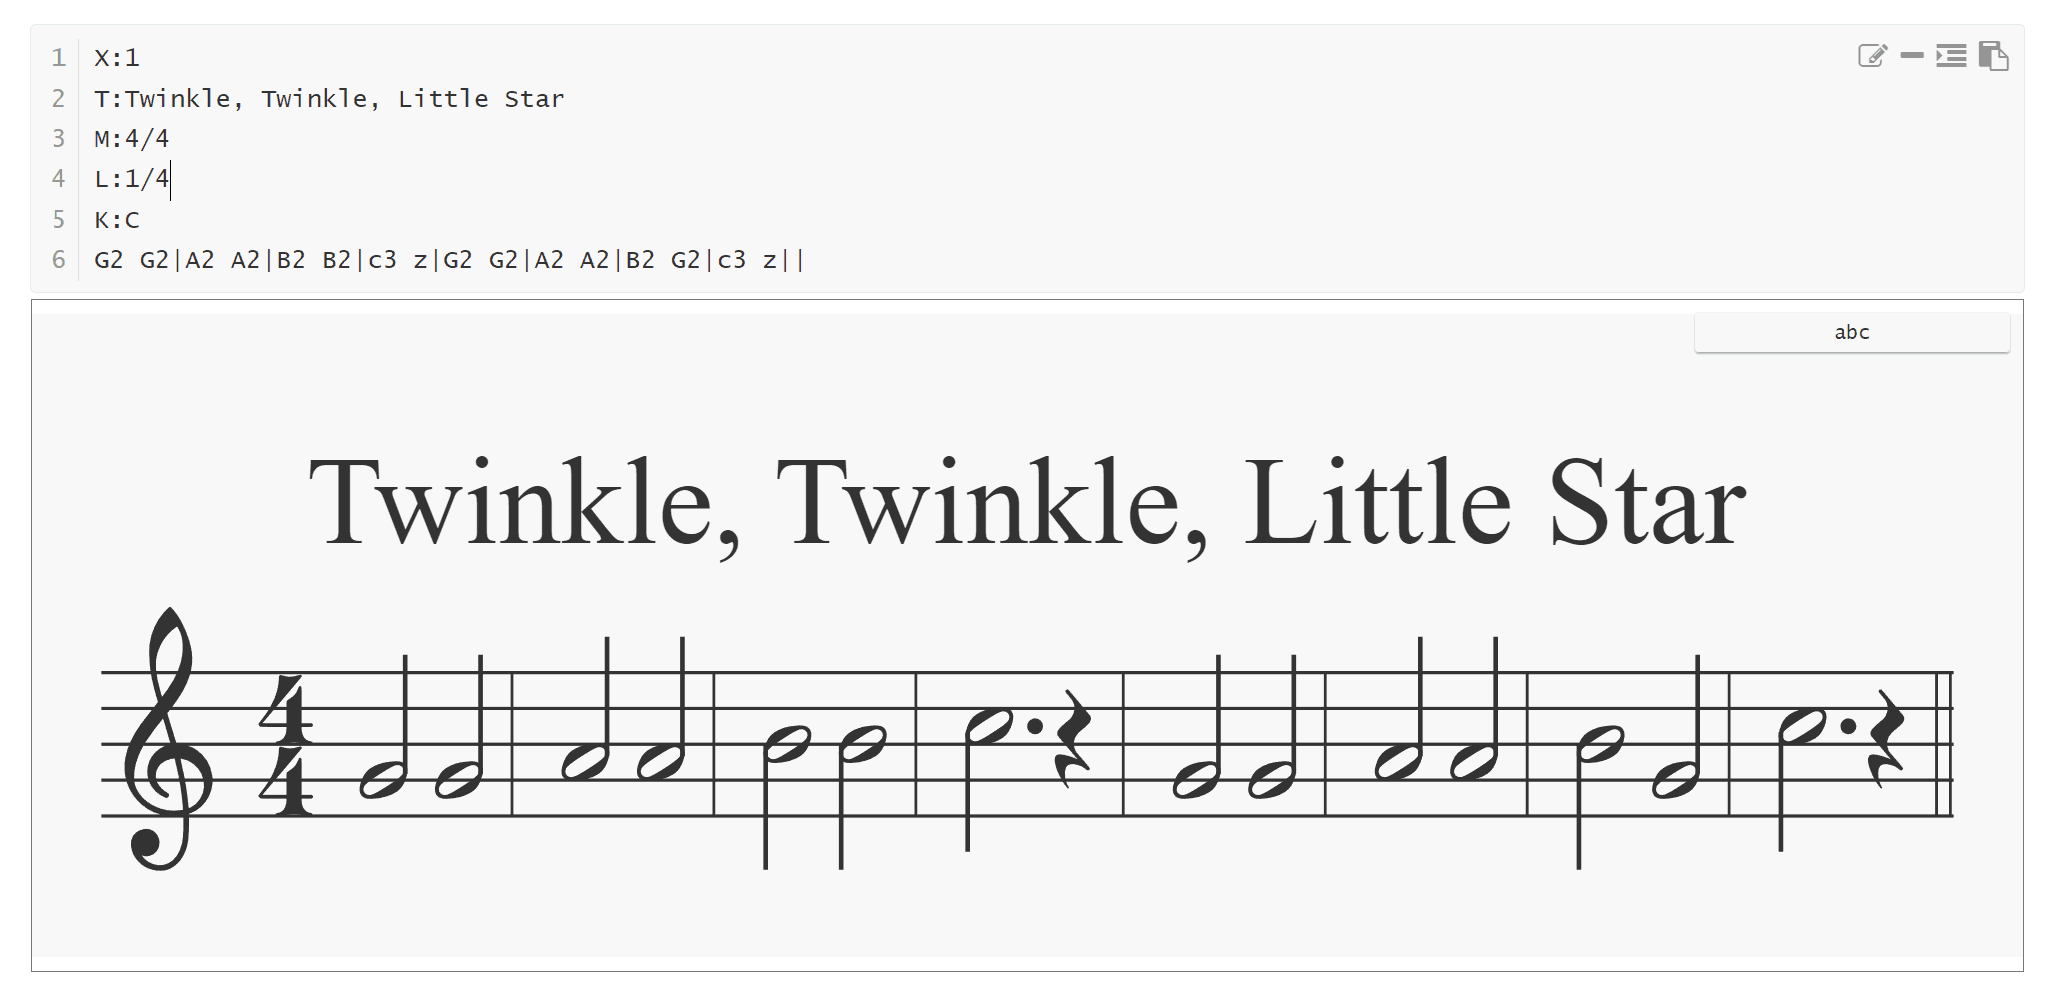 1 X:1
2 T:Twinkle, Twinkle, Little Star
3 M:4/4
4 L:1/4
5 K:C
6 G2 G2|A2 A2|B2 B2|c3 z|G2 G2|A2 A2|B2 G2|c3 z||
abc
Twinkle, Twinkle, Little Star
4
4